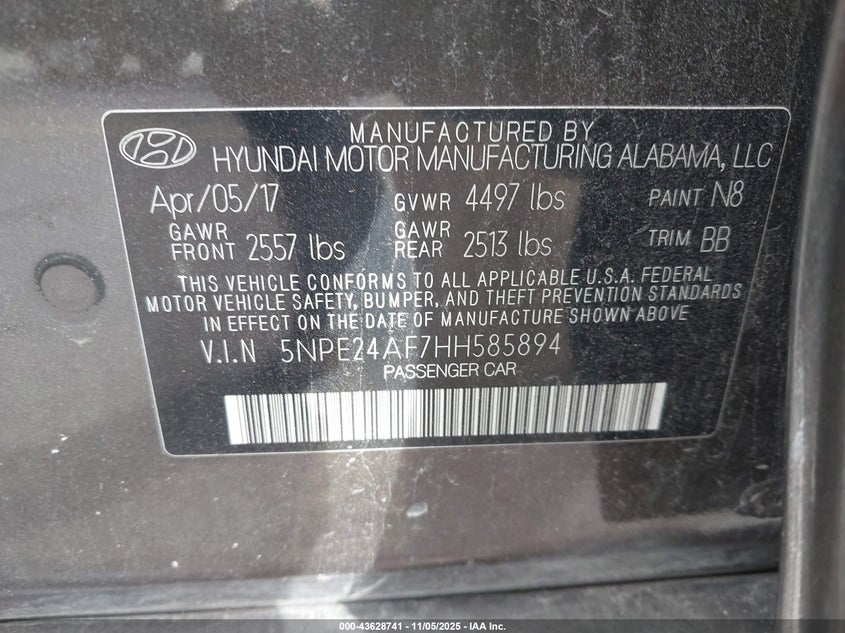 MANUFACTURED BY
HYUNDAI MOTOR MANUFACTURING ALABAMA, LLC
Apr/05/17 GVWR 4497 lbs PAINT N8
GAWR FRONT 2557 lbs GAWR REAR 2513 lbs TRIM BB
THIS VEHICLE CONFORMS TO ALL APPLICABLE U.S.A. FEDERAL
MOTOR VEHICLE SAFETY, BUMPER, AND THEFT PREVENTION STANDARDS
IN EFFECT ON THE DATE OF MANUFACTURE SHOWN ABOVE
V.I.N 5NPE24AF7HH585894
PASSENGER CAR
000-43628741 - 11/05/2025 - IAA Inc.